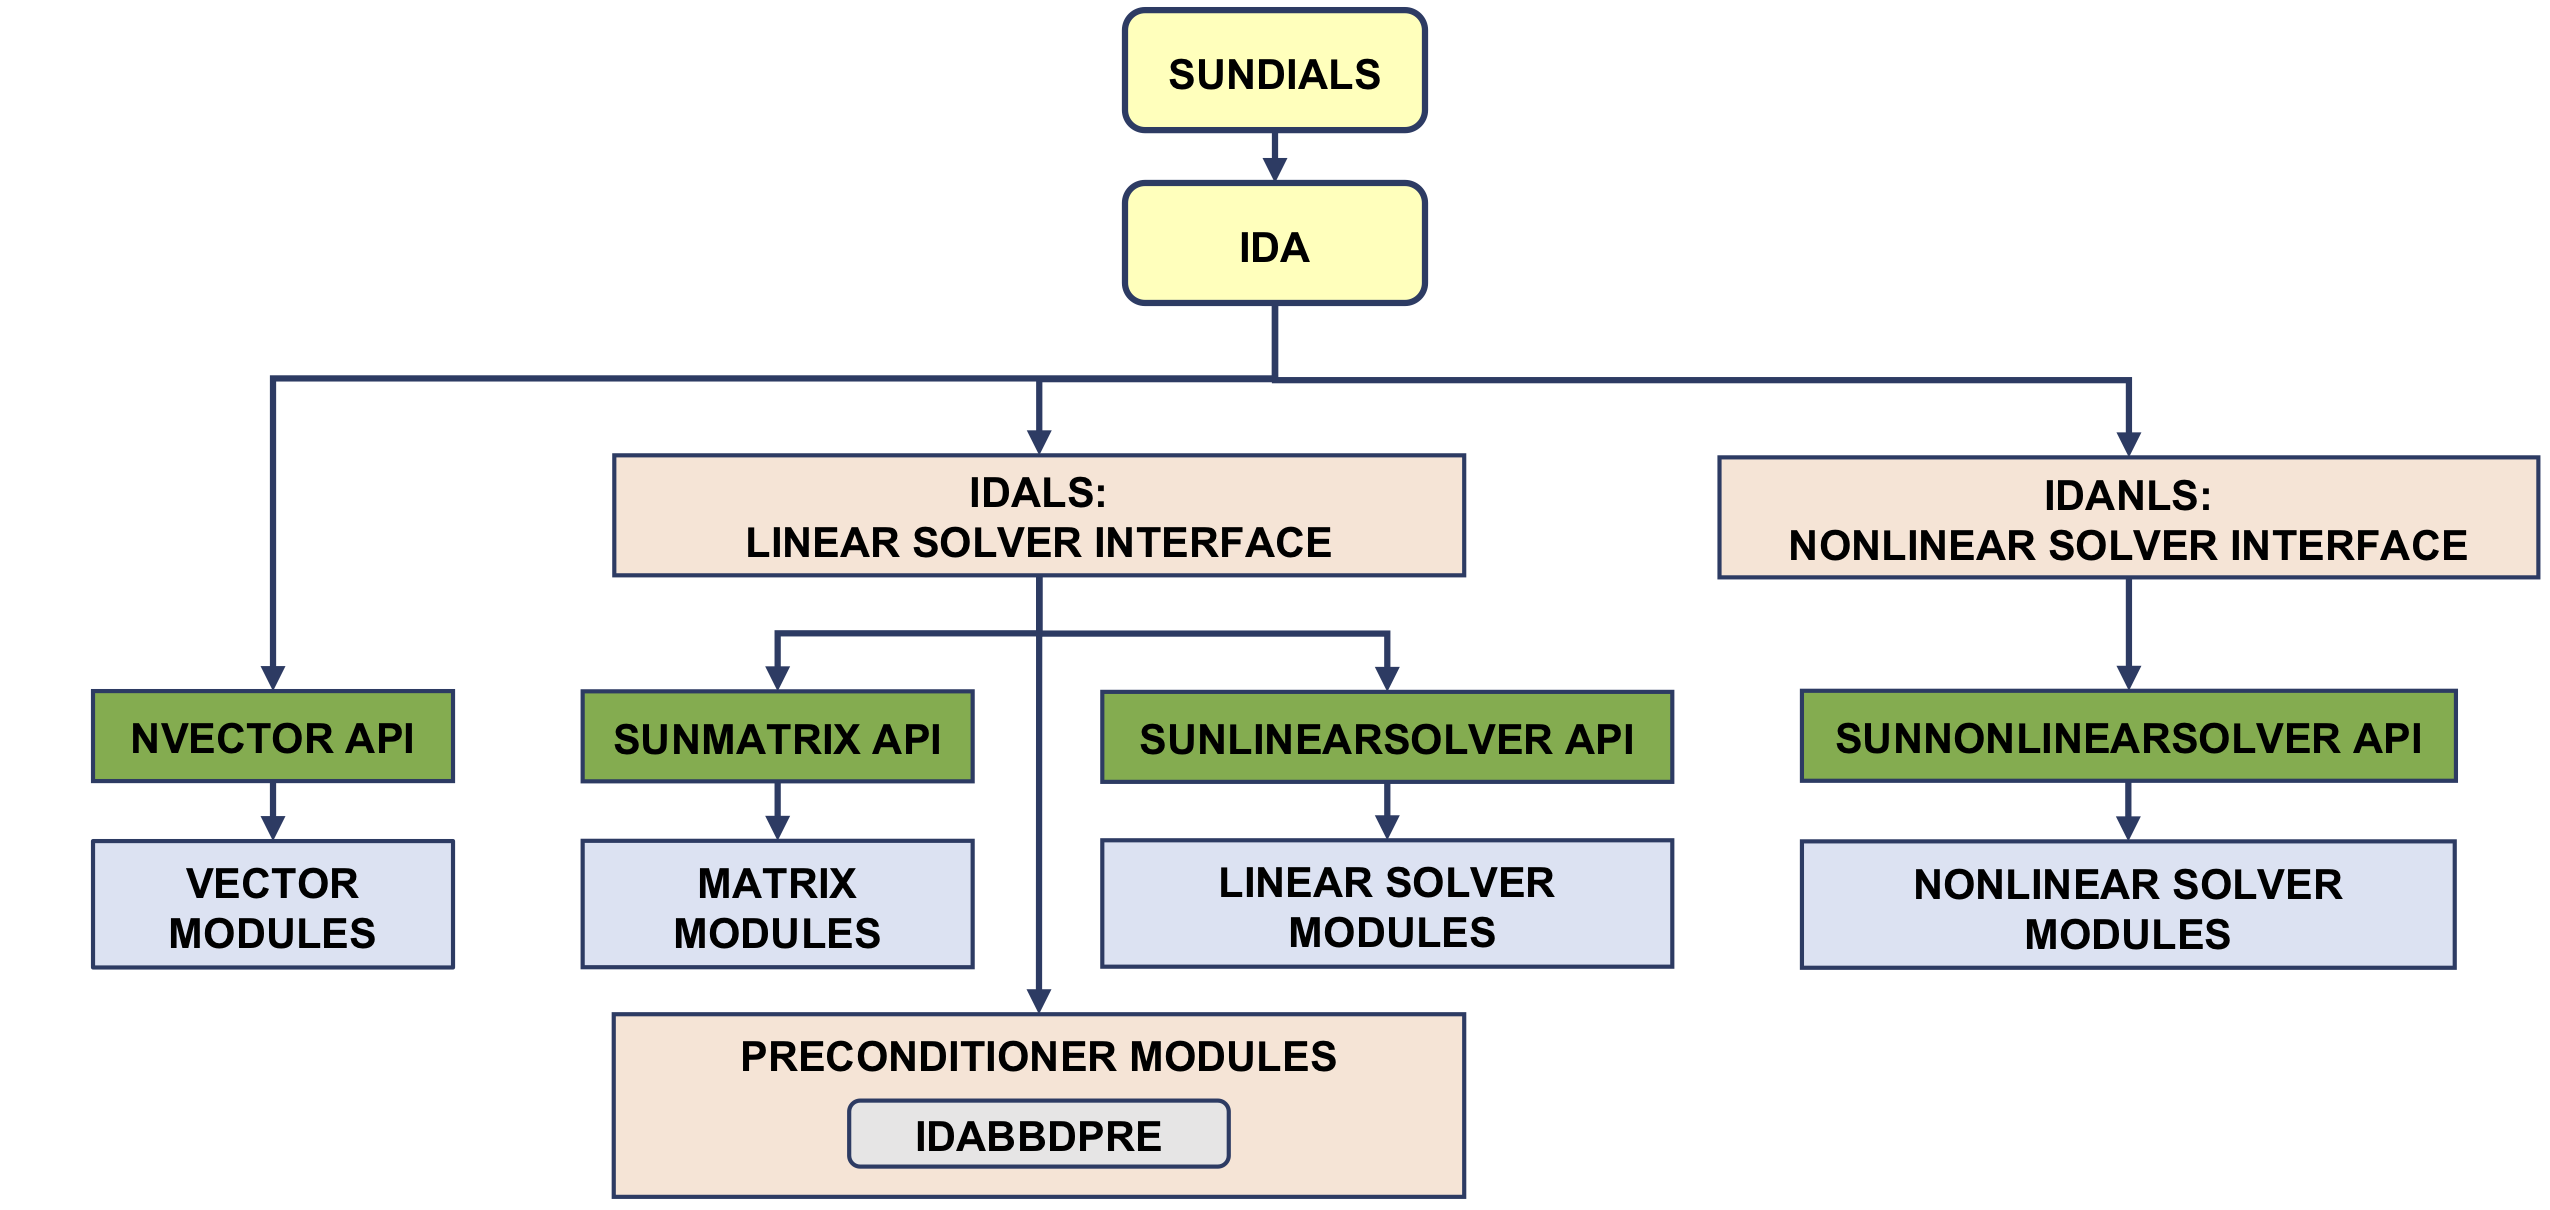 SUNDIALS
IDA
IDALS:
LINEAR SOLVER INTERFACE
IDANLS:
NONLINEAR SOLVER INTERFACE
NVECTOR API
SUNMATRIX API
SUNLINEARSOLVER API
SUNNONLINEARSOLVER API
VECTOR
MODULES
MATRIX
MODULES
LINEAR SOLVER
MODULES
NONLINEAR SOLVER
MODULES
PRECONDITIONER MODULES
IDABBDPRE